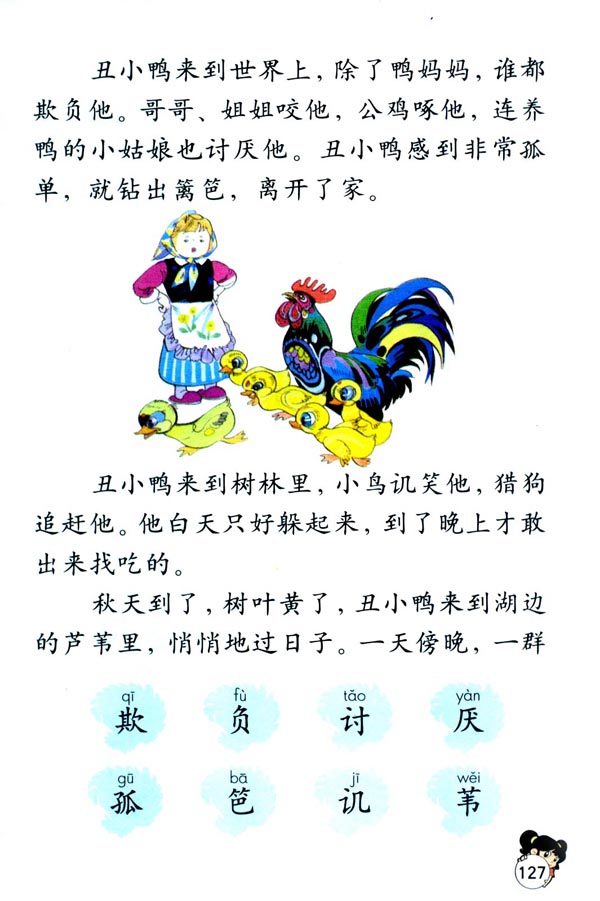 丑小鸭来到世界上，除了鸭妈妈，谁都
欺负他。哥哥、姐姐咬他，公鸡啄他，连养
鸭的小姑娘也讨厌他。丑小鸭感到非常孤
单，就钻出篱笆，离开了家。
丑小鸭来到树林里，小鸟讥笑他，猎狗
追赶他。他白天只好躲起来，到了晚上才敢
出来找吃的。
秋天到了，树叶黄了，丑小鸭来到湖边
的芦苇里，悄悄地过日子。一天傍晚，一群
qī fù tǎo yàn
欺 负 讨 厌
gū bā jī wěi
孤 笆 讥 苇
127